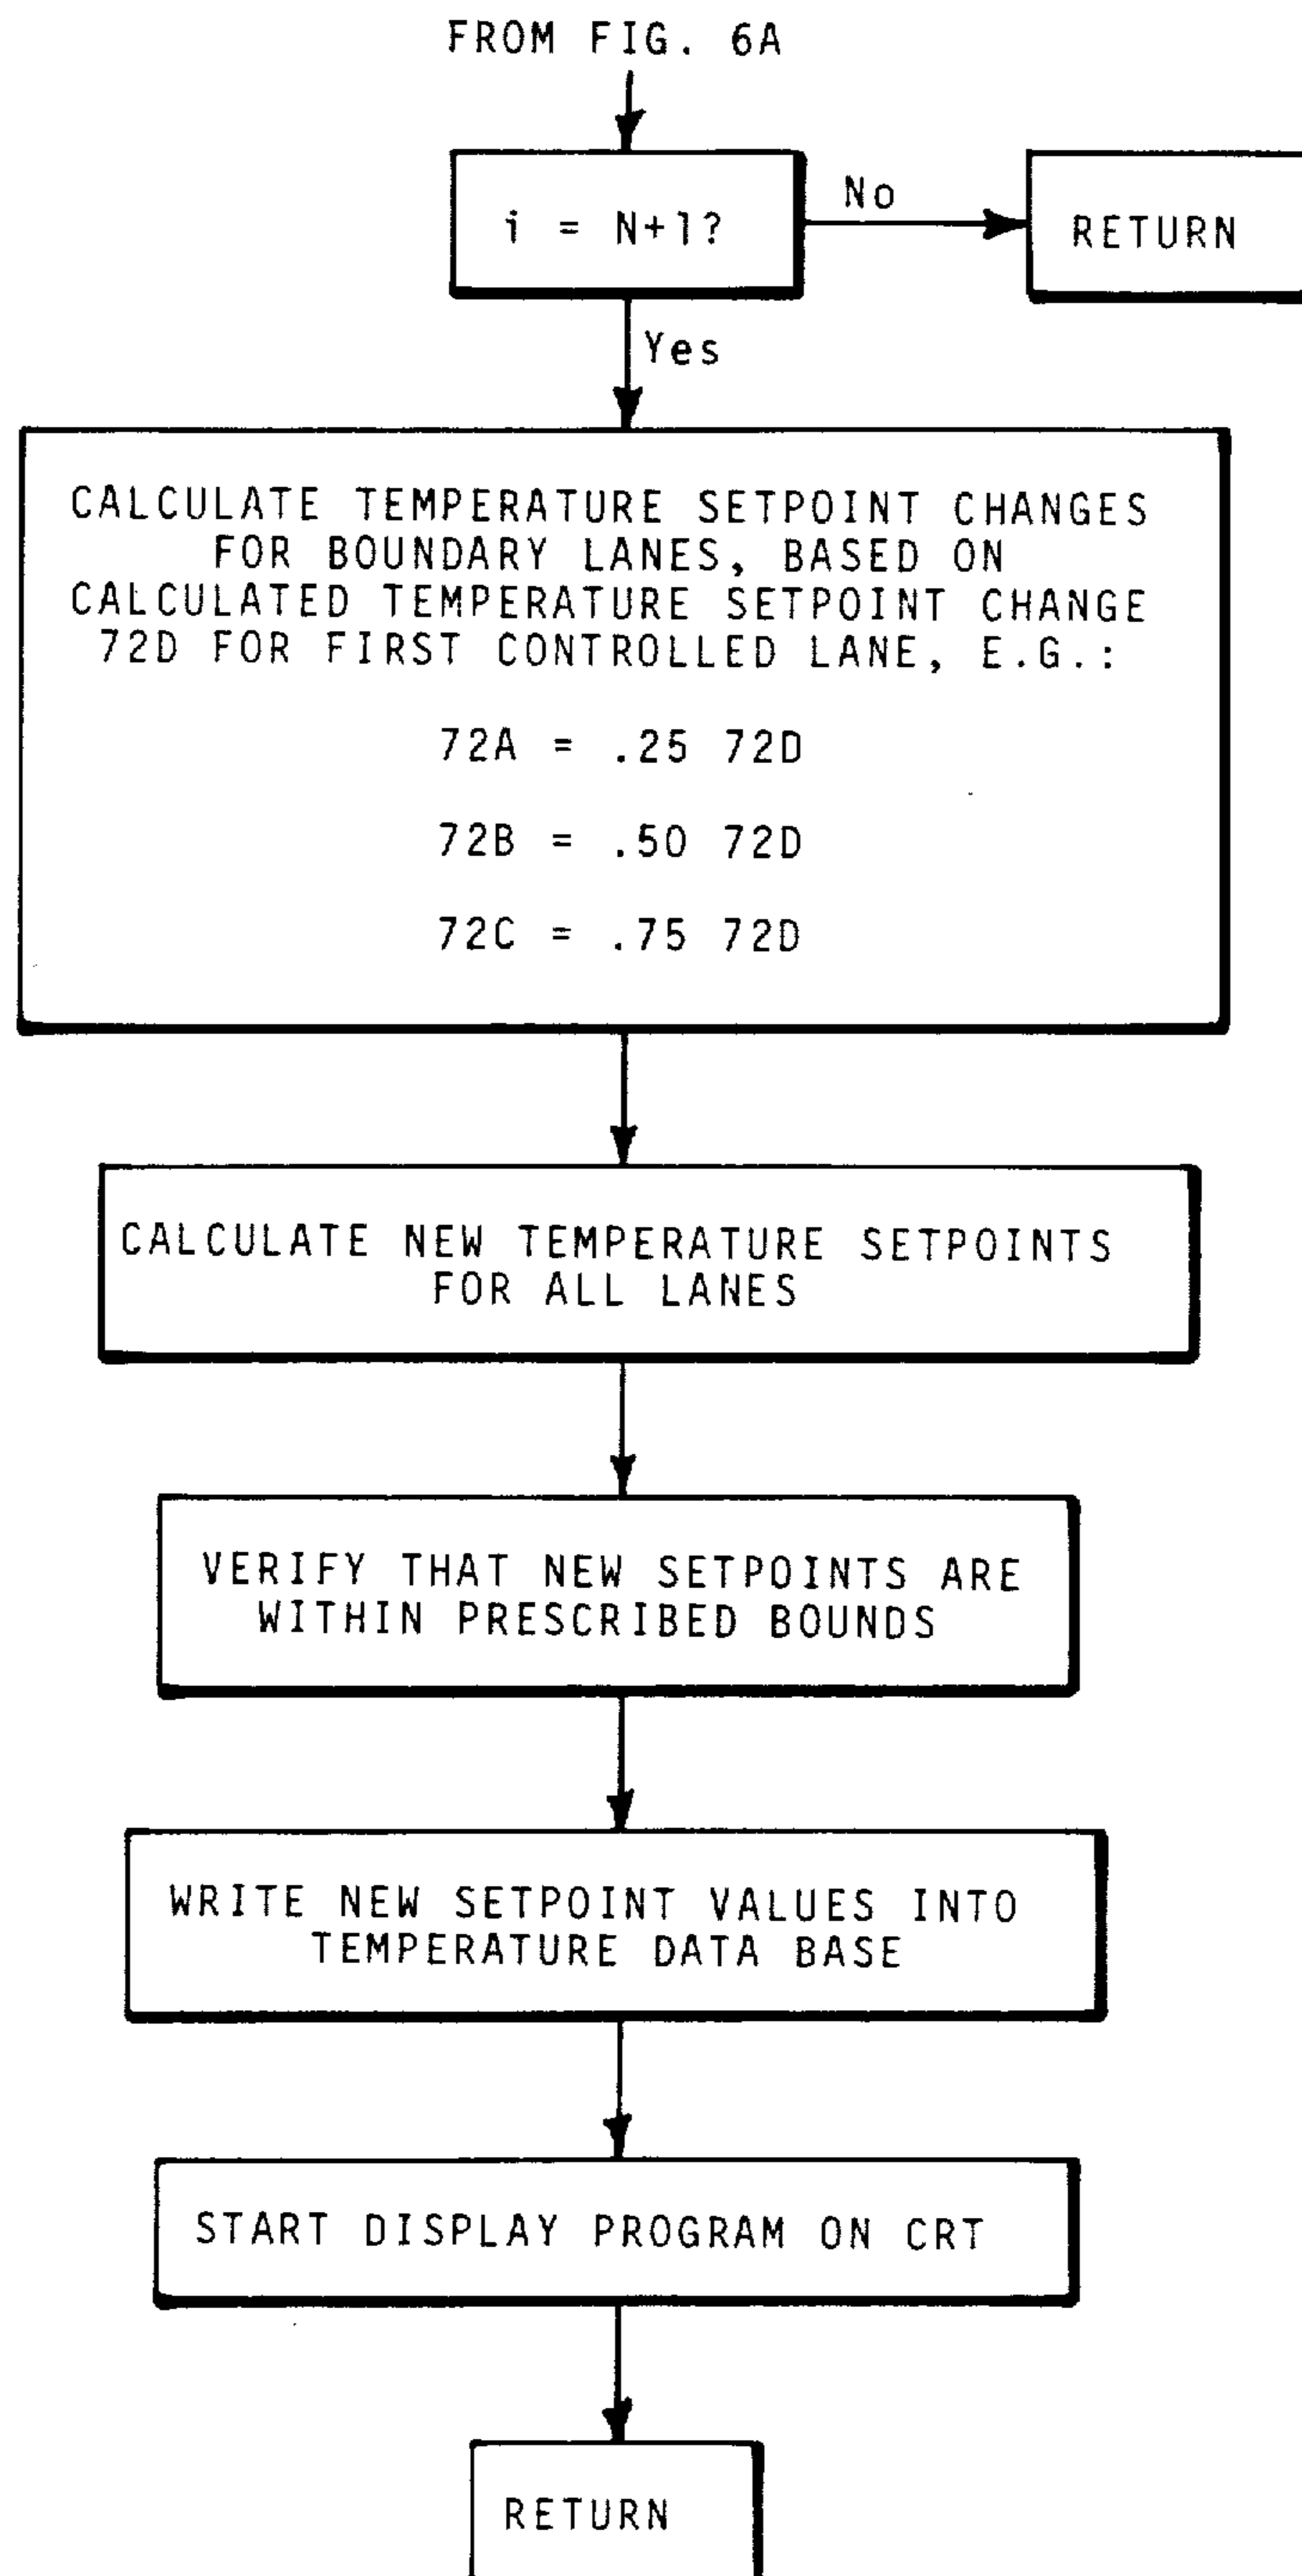 FROM FIG. 6A
i = N+1?
No
RETURN
Yes
CALCULATE TEMPERATURE SETPOINT CHANGES
FOR BOUNDARY LANES, BASED ON
CALCULATED TEMPERATURE SETPOINT CHANGE
72D FOR FIRST CONTROLLED LANE, E.G.:
72A = .25 72D
72B = .50 72D
72C = .75 72D
CALCULATE NEW TEMPERATURE SETPOINTS
FOR ALL LANES
VERIFY THAT NEW SETPOINTS ARE
WITHIN PRESCRIBED BOUNDS
WRITE NEW SETPOINT VALUES INTO
TEMPERATURE DATA BASE
START DISPLAY PROGRAM ON CRT
RETURN